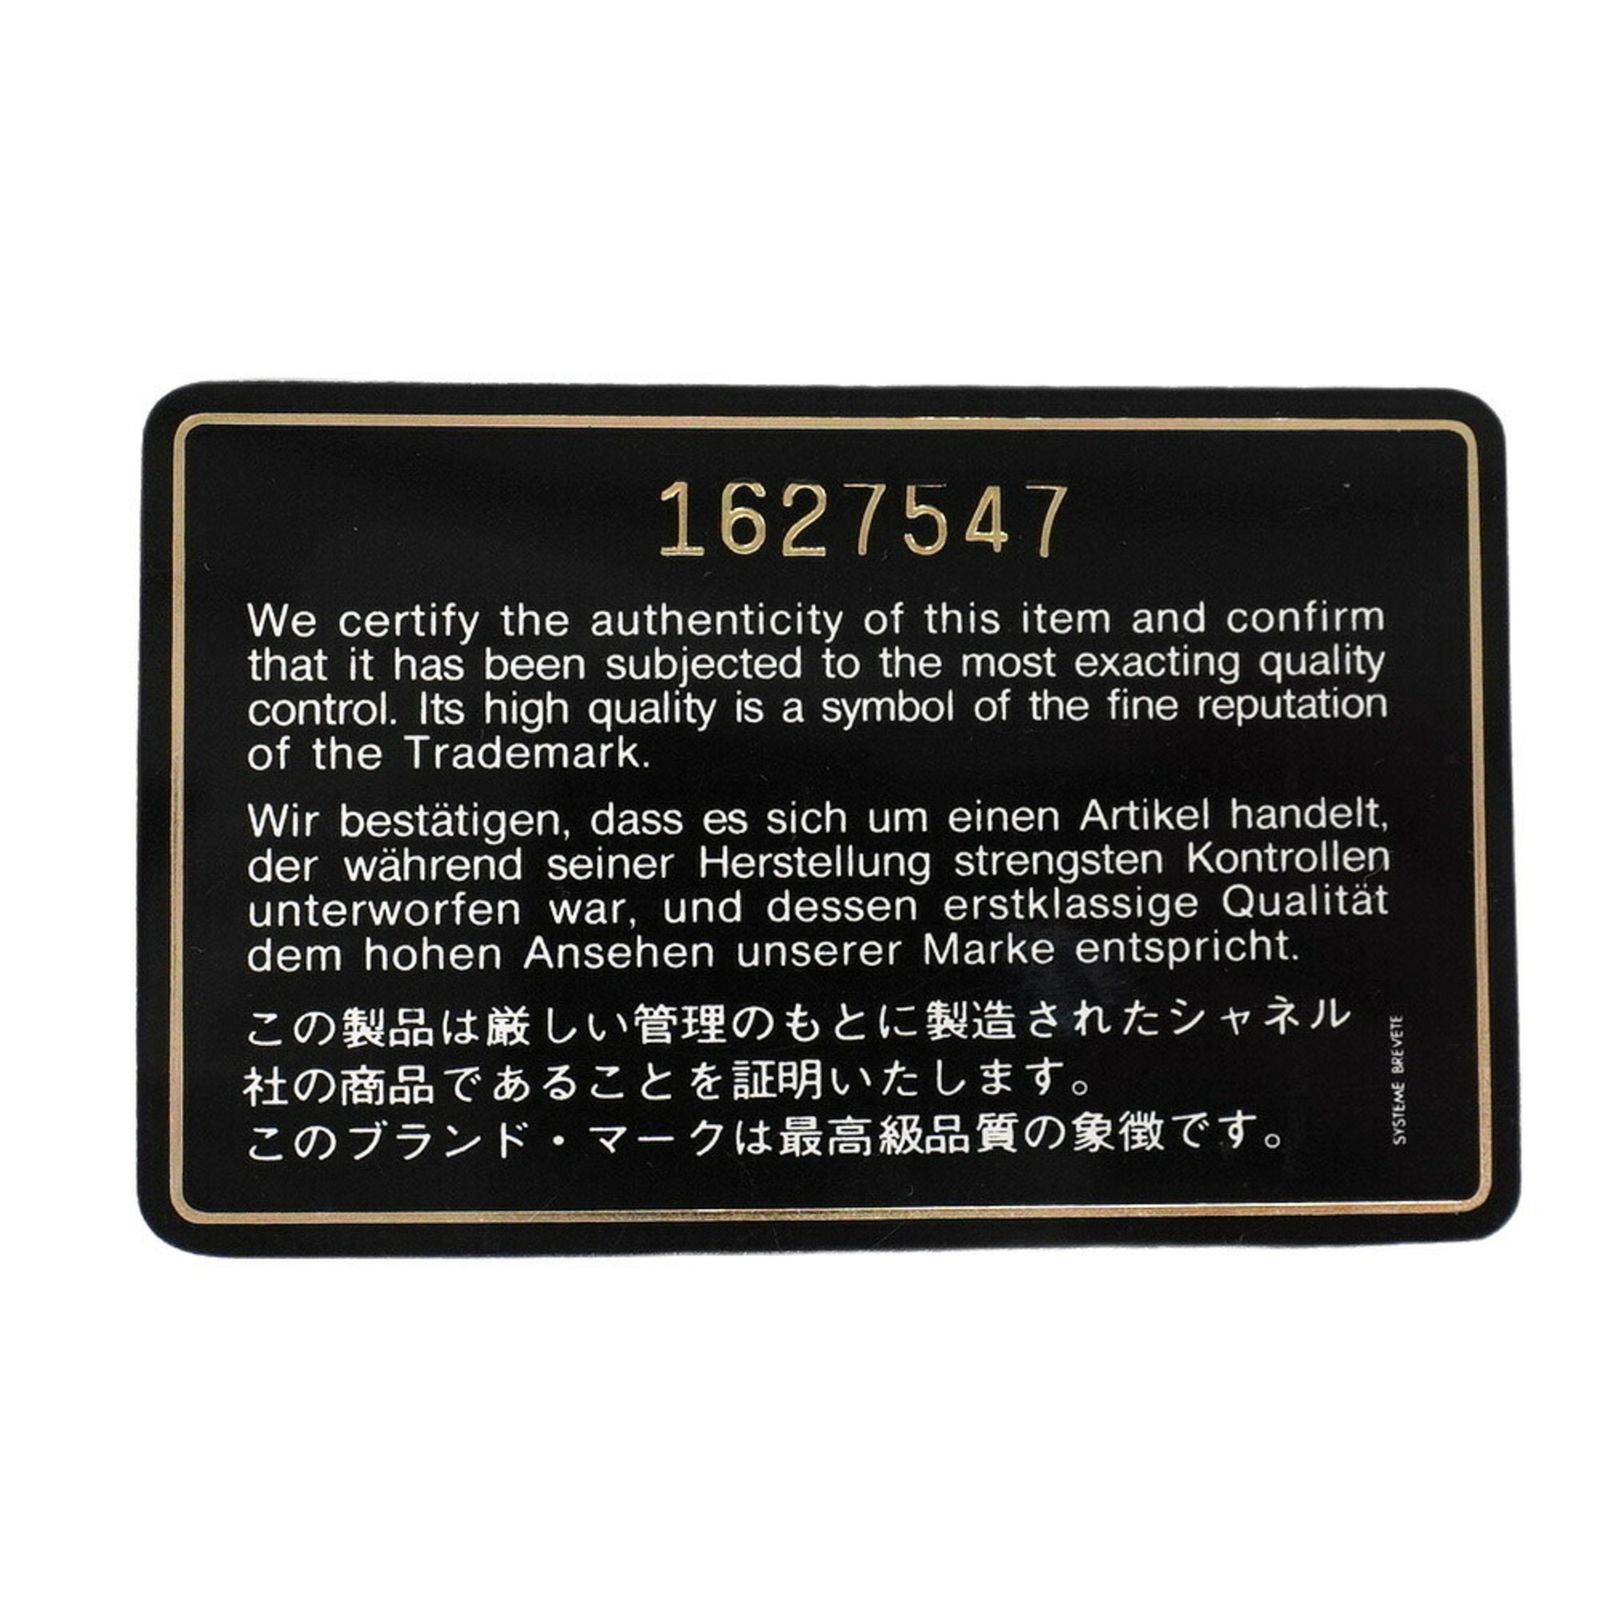 1627547
We certify the authenticity of this item and confirm
that it has been subjected to the most exacting quality
control. Its high quality is a symbol of the fine reputation
of the Trademark.
Wir bestätigen, dass es sich um einen Artikel handelt,
der während seiner Herstellung strengsten Kontrollen
unterworfen war, und dessen erstklassige Qualität
dem hohen Ansehen unserer Marke entspricht.
この製品は厳しい管理のもとに製造されたシャネル
社の商品であることを証明いたします。
このブランド・マークは最高級品質の象徴です。
SYSTEME BREVETE